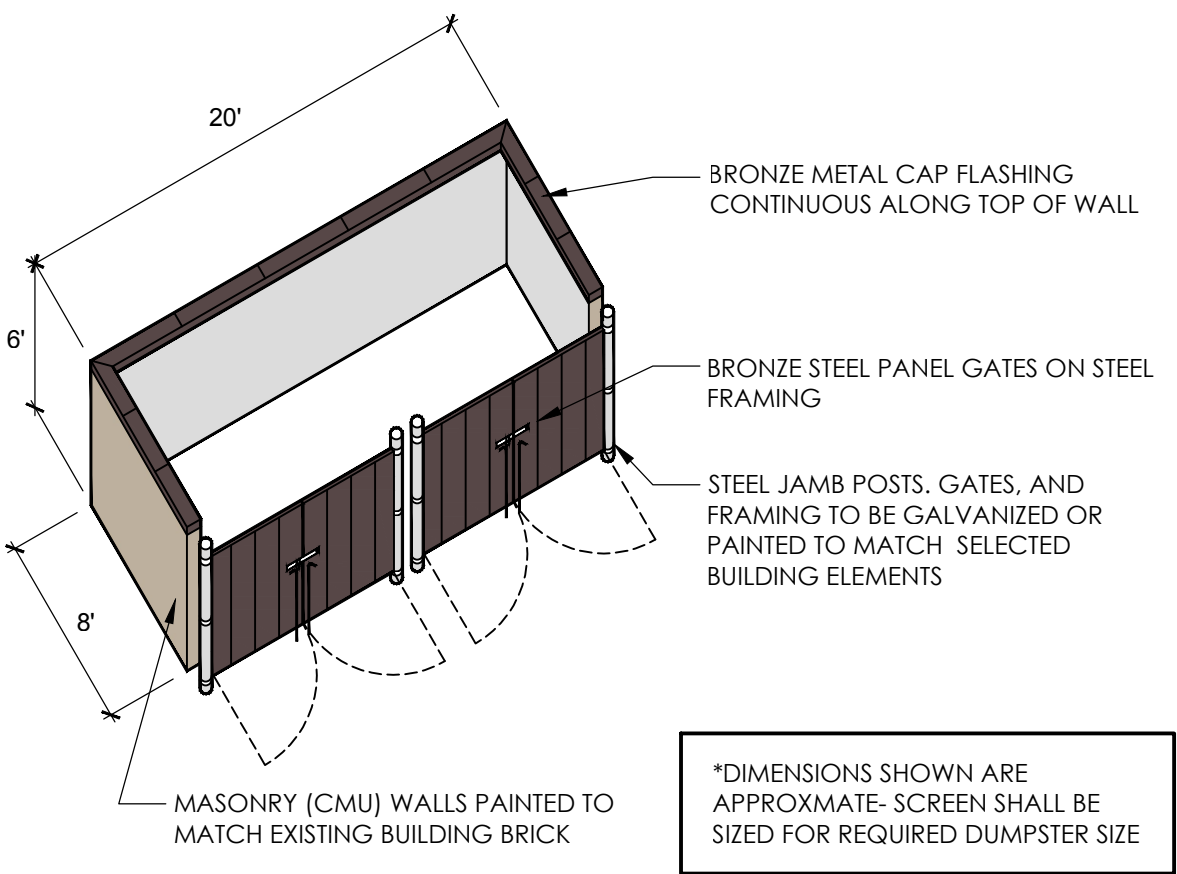 20'
BRONZE METAL CAP FLASHING
CONTINUOUS ALONG TOP OF WALL
6'
BRONZE STEEL PANEL GATES ON STEEL
FRAMING
STEEL JAMB POSTS. GATES, AND
FRAMING TO BE GALVANIZED OR
PAINTED TO MATCH SELECTED
BUILDING ELEMENTS
8'
MASONRY (CMU) WALLS PAINTED TO
MATCH EXISTING BUILDING BRICK
*DIMENSIONS SHOWN ARE
APPROXMATE- SCREEN SHALL BE
SIZED FOR REQUIRED DUMPSTER SIZE